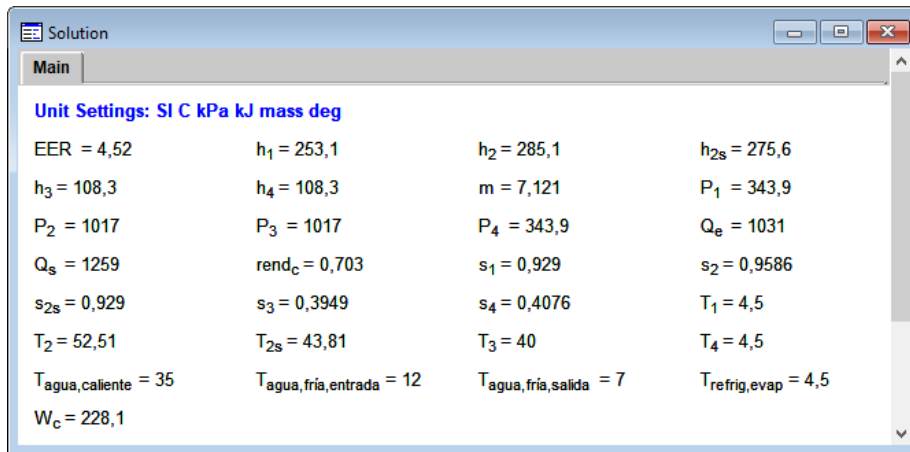 Solution
Main
Unit Settings: SI C kPa kJ mass deg
EER = 4,52 h1 = 253,1 h2 = 285,1 h2s = 275,6
h3 = 108,3 h4 = 108,3 m = 7,121 P1 = 343,9
P2 = 1017 P3 = 1017 P4 = 343,9 Qe = 1031
Qs = 1259 rendc = 0,703 s1 = 0,929 s2 = 0,9586
s2s = 0,929 s3 = 0,3949 s4 = 0,4076 T1 = 4,5
T2 = 52,51 T2s = 43,81 T3 = 40 T4 = 4,5
Tagua,caliente = 35 Tagua,fría,entrada = 12 Tagua,fría,salida = 7 Trefrig,evap = 4,5
Wc = 228,1